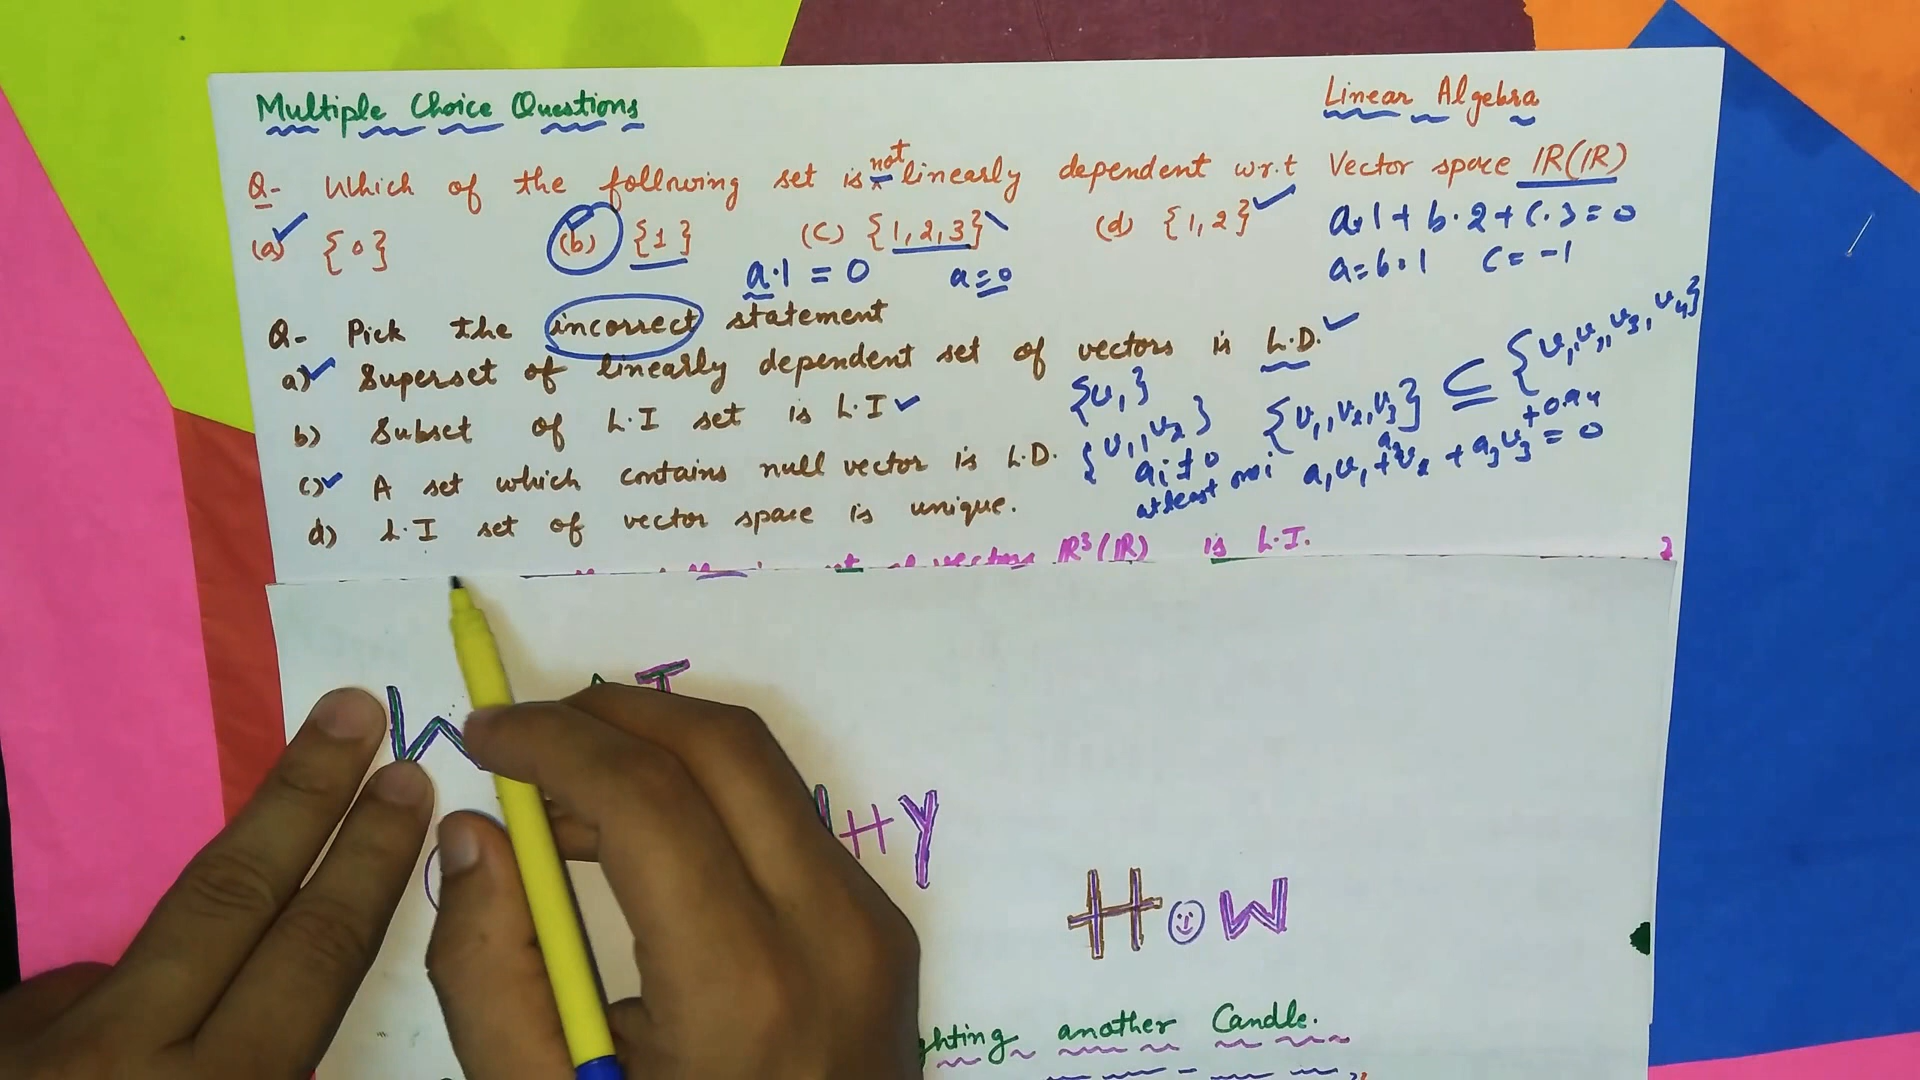 Multiple Choice Questions
Linear Algebra
Q- Which of the following set is not linearly dependent w.r.t Vector space IR(IR)
(a) {0} (b) {1} (c) {1,2,3} (d) {1,2}
a.1 + b.2 + c.3 = 0
a=b=1 c = -1
a.1 = 0 a=0
Q- Pick the incorrect statement
a) Superset of linearly dependent set of vectors is L.D.
b) Subset of L.I set is L.I
c) A set which contains null vector is L.D.
d) L.I set of vector space is unique.
{v1}
{v1,v2}
{v1,v2,v3} ⊆ {v1,v2,v3,v4}
ai≠0
atleast one i
a1v1+a2v2+a3v3 = 0
of vectors IR³(IR) is L.I.
HY
HoW
ghting another Candle.